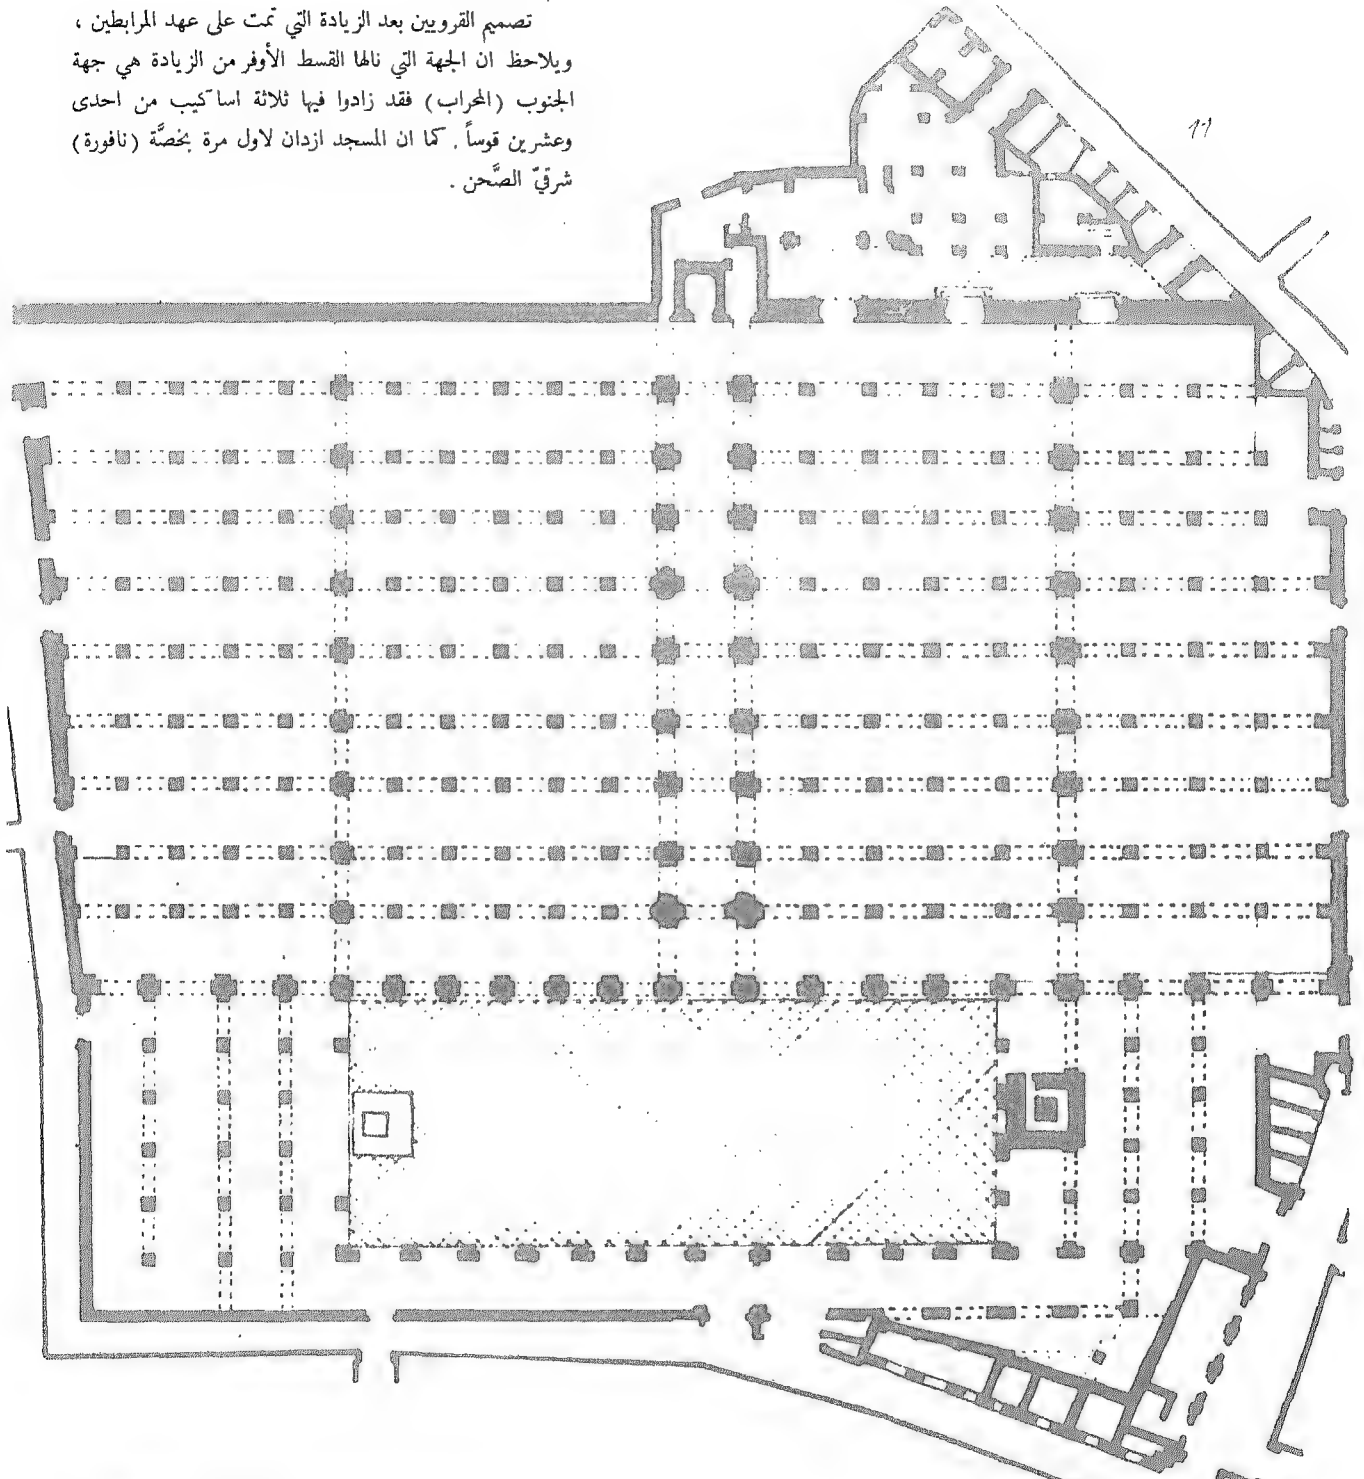 تصميم القرويين بعد الزيادة التي تمت على عهد المرابطين ،
ويلاحظ ان الجهة التي نالها القسط الأوفر من الزيادة هي جهة
الجنوب (المحراب) فقد زادوا فيها ثلاثة اساكيب من احدى
وعشرين قوساً . كما ان المسجد ازدان لاول مرة بخصَّة (نافورة)
شرقيّ الصَّحن .